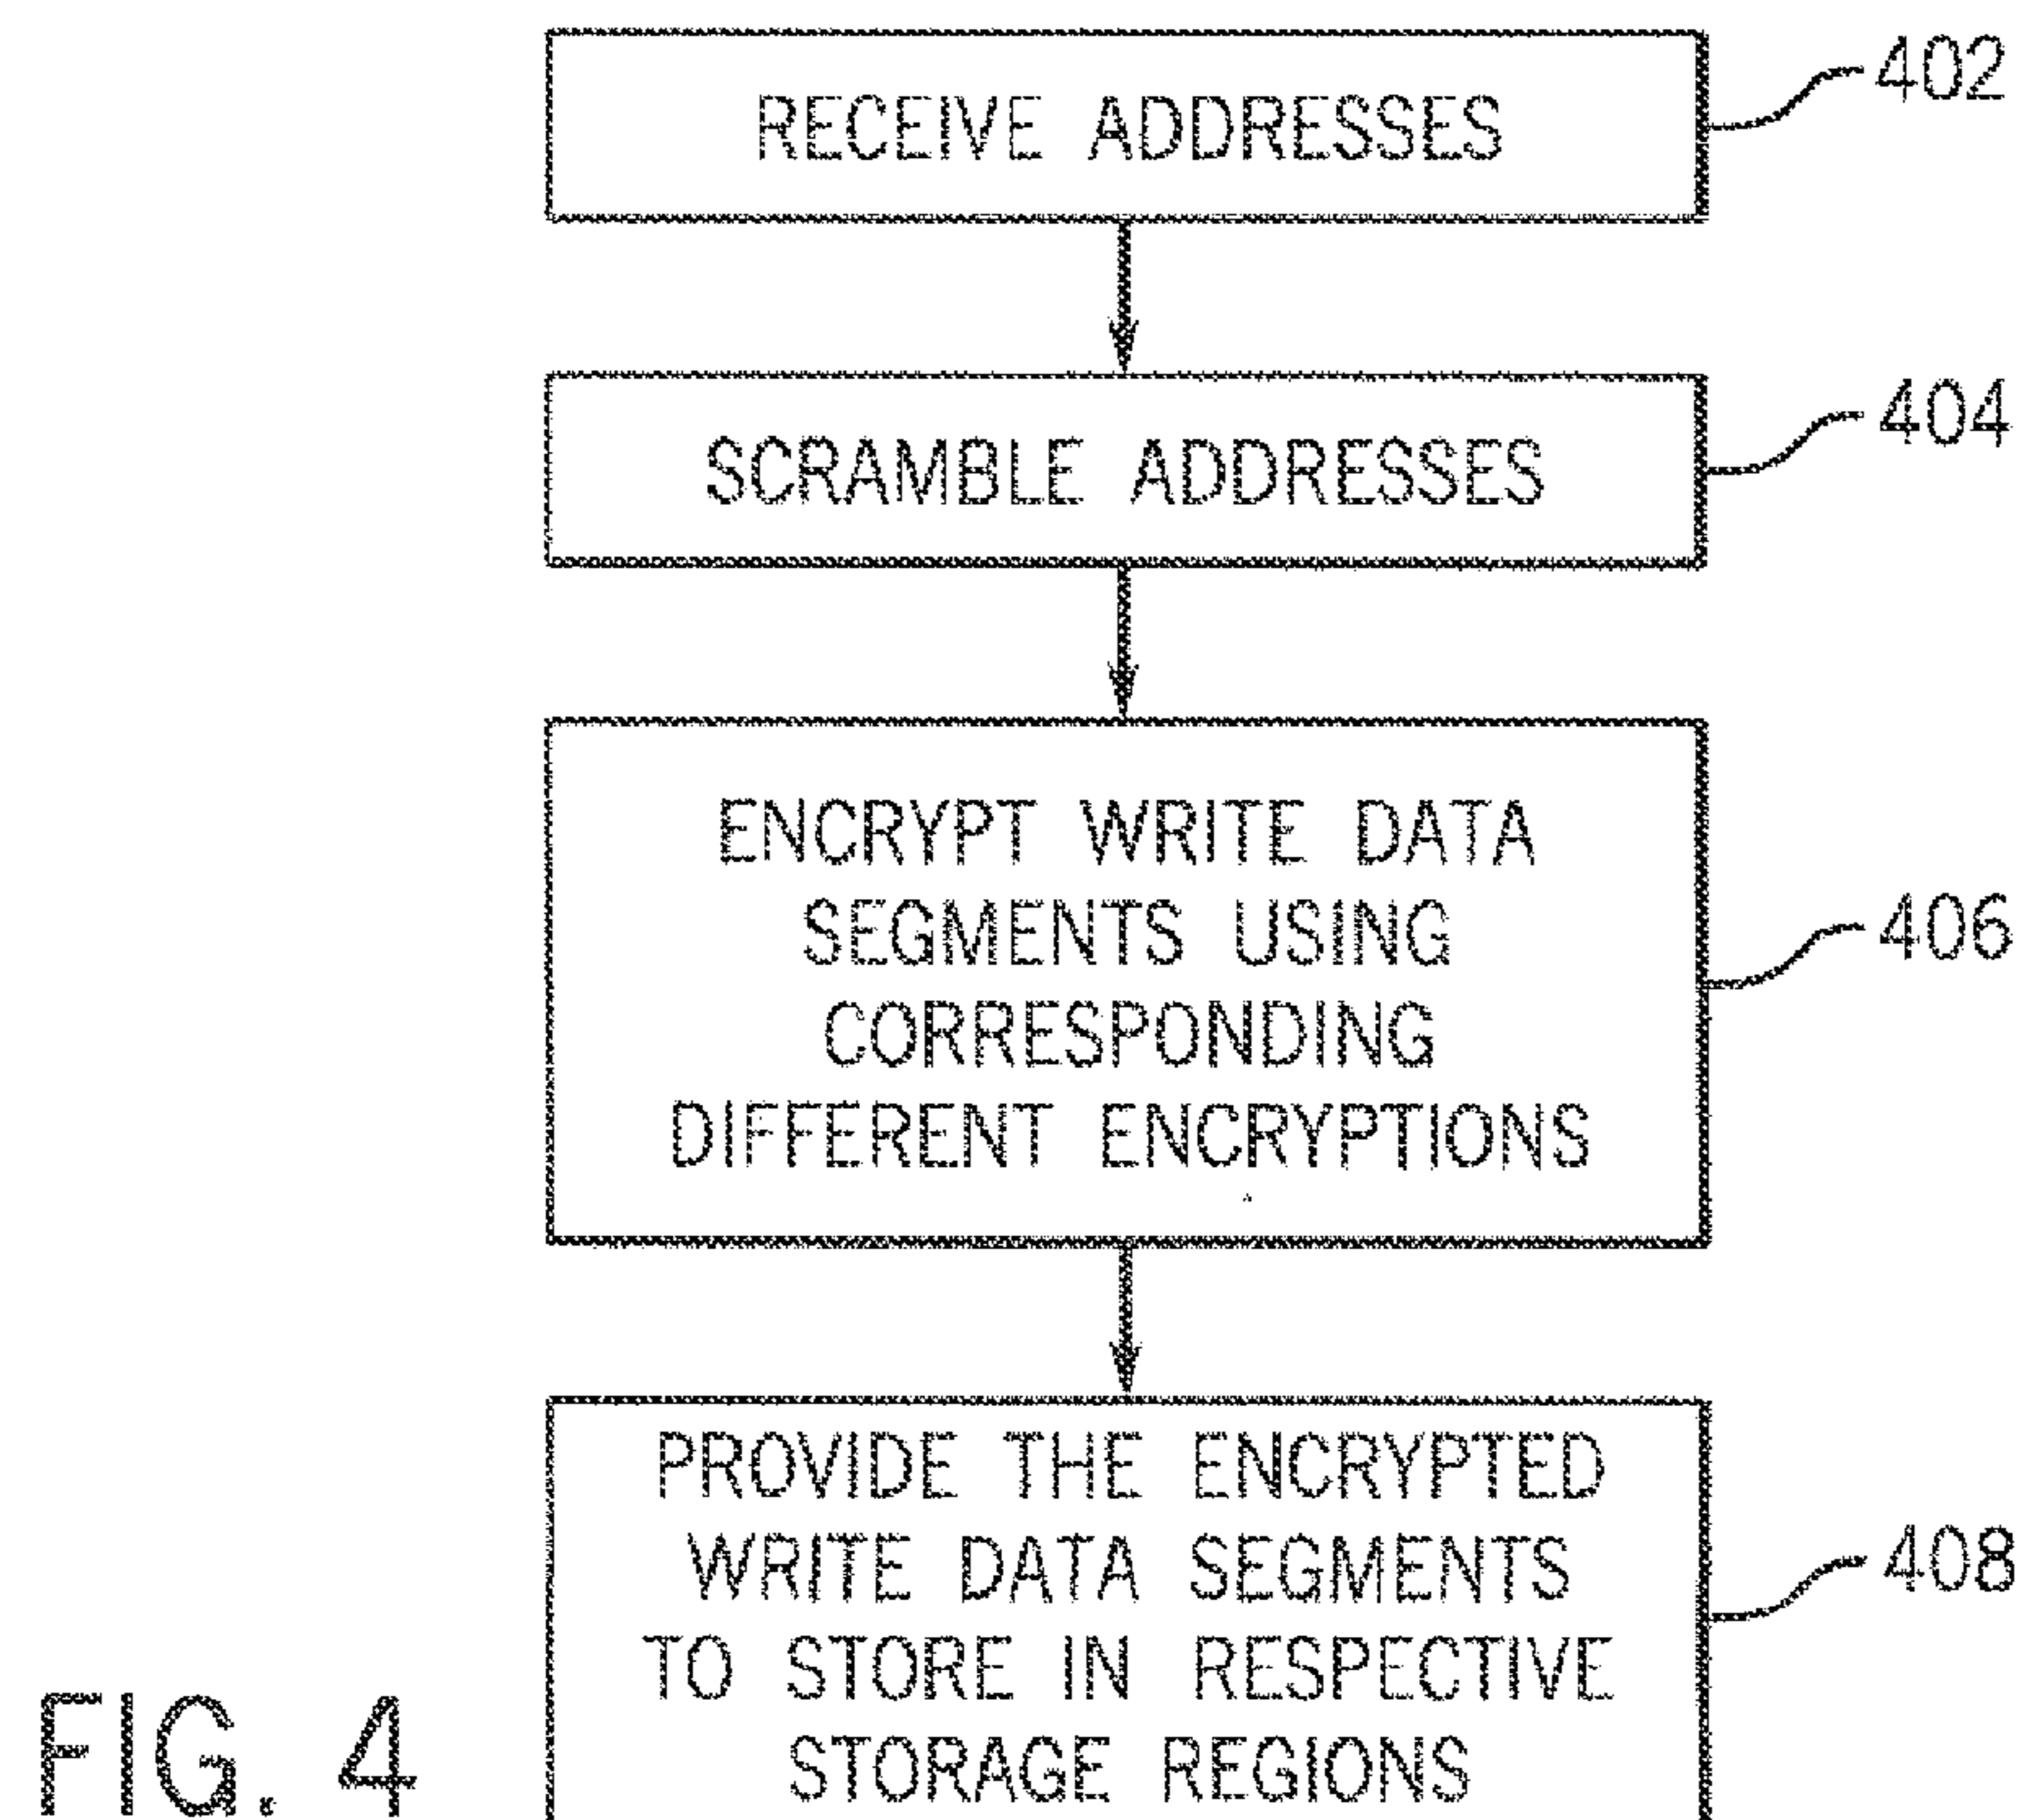 RECEIVE ADDRESSES
402
SCRAMBLE ADDRESSES
404
ENCRYPT WRITE DATA
SEGMENTS USING
CORRESPONDING
DIFFERENT ENCRYPTIONS
406
PROVIDE THE ENCRYPTED
WRITE DATA SEGMENTS
TO STORE IN RESPECTIVE
STORAGE REGIONS
408
FIG. 4